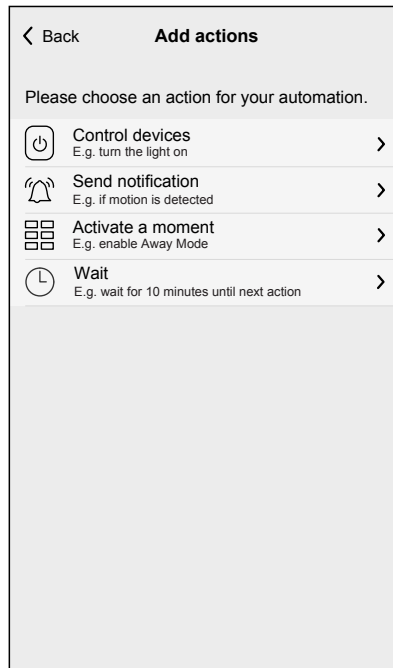 Back
Add actions
Please choose an action for your automation.
Control devices
E.g. turn the light on
Send notification
E.g. if motion is detected
Activate a moment
E.g. enable Away Mode
Wait
E.g. wait for 10 minutes until next action